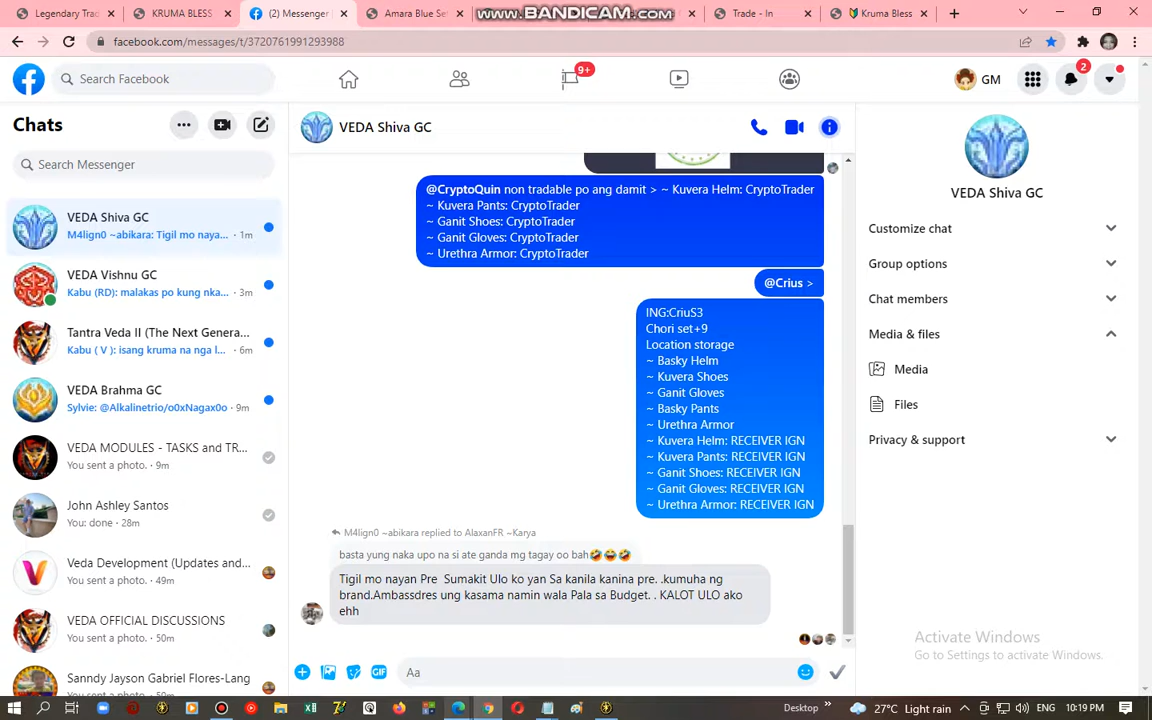 Legendary Tra
KRUMA BLESS
(2) Messenger
Amara Blue Se
www.BANDICAM.com
Trade - In
Kruma Bless
facebook.com/messages/t/3720761991293988
Search Facebook
9+
GM
2
Chats
Search Messenger
VEDA Shiva GC
M4lign0 ~abikara: Tigil mo naya... · 1m
VEDA Vishnu GC
Kabu (RD): malakas po kung nka... · 3m
Tantra Veda II (The Next Genera...
Kabu ( V ): isang kruma na nga l... · 6m
VEDA Brahma GC
Sylvie: @Alkalinetrio/o0xNagax0o · 9m
VEDA MODULES - TASKS and TR...
You sent a photo. · 9m
John Ashley Santos
You: done · 28m
Veda Development (Updates and...
You sent a photo. · 49m
VEDA OFFICIAL DISCUSSIONS
You sent a photo. · 50m
Sanndy Jayson Gabriel Flores-Lang
You sent a photo. · 50m
VEDA Shiva GC
@CryptoQuin non tradable po ang damit > ~ Kuvera Helm: CryptoTrader
~ Kuvera Pants: CryptoTrader
~ Ganit Shoes: CryptoTrader
~ Ganit Gloves: CryptoTrader
~ Urethra Armor: CryptoTrader
@Crius >
ING:CriuS3
Chori set+9
Location storage
~ Basky Helm
~ Kuvera Shoes
~ Ganit Gloves
~ Basky Pants
~ Urethra Armor
~ Kuvera Helm: RECEIVER IGN
~ Kuvera Pants: RECEIVER IGN
~ Ganit Shoes: RECEIVER IGN
~ Ganit Gloves: RECEIVER IGN
~ Urethra Armor: RECEIVER IGN
M4lign0 ~abikara replied to AlaxanFR ~Karya
basta yung naka upo na si ate ganda mg tagay oo bah🤣😂🤣
Tigil mo nayan Pre Sumakit Ulo ko yan Sa kanila kanina pre. .kumuha ng
brand.Ambassdres ung kasama namin wala Pala sa Budget. . KALOT ULO ako
ehh
GIF
Aa
VEDA Shiva GC
Customize chat
Group options
Chat members
Media & files
Media
Files
Privacy & support
Activate Windows
Go to Settings to activate Windows.
Desktop
27°C Light rain
ENG
10:19 PM